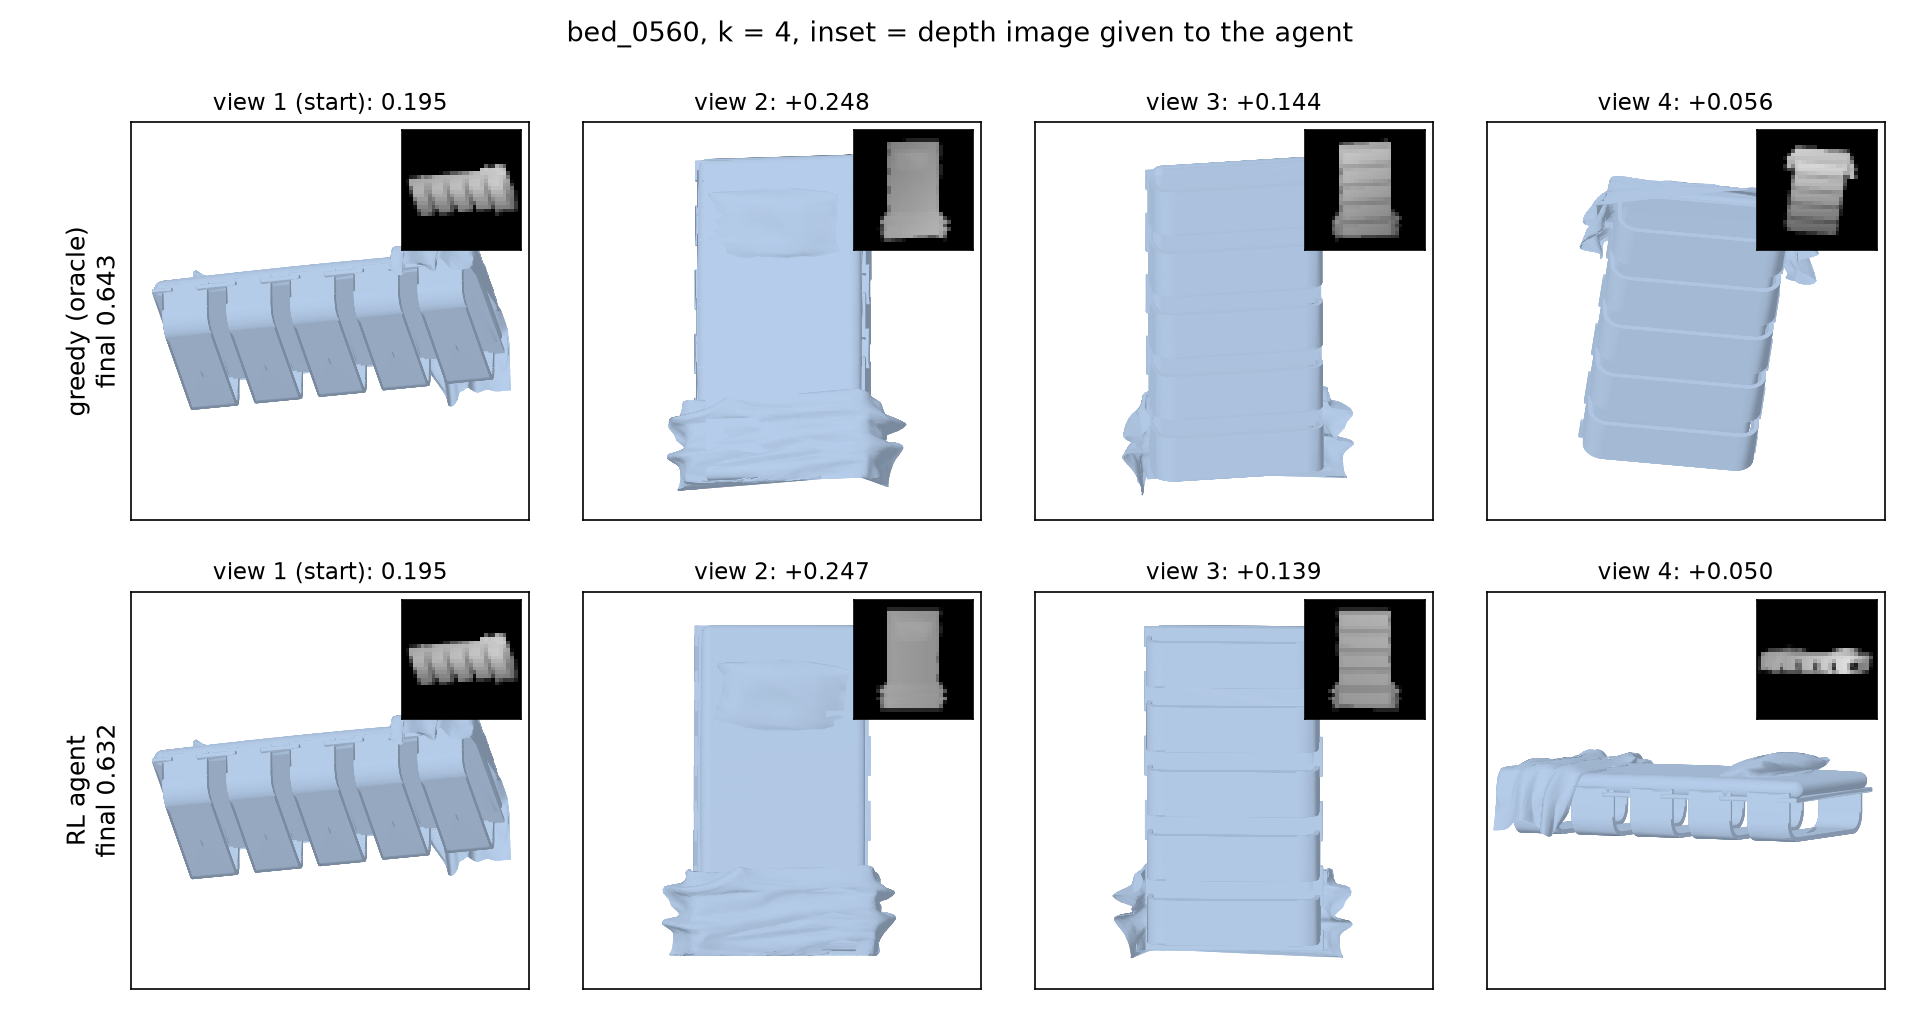 bed_0560, k = 4, inset = depth image given to the agent
view 1 (start): 0.195
view 2: +0.248
view 3: +0.144
view 4: +0.056
greedy (oracle)
final 0.643
view 1 (start): 0.195
view 2: +0.247
view 3: +0.139
view 4: +0.050
RL agent
final 0.632